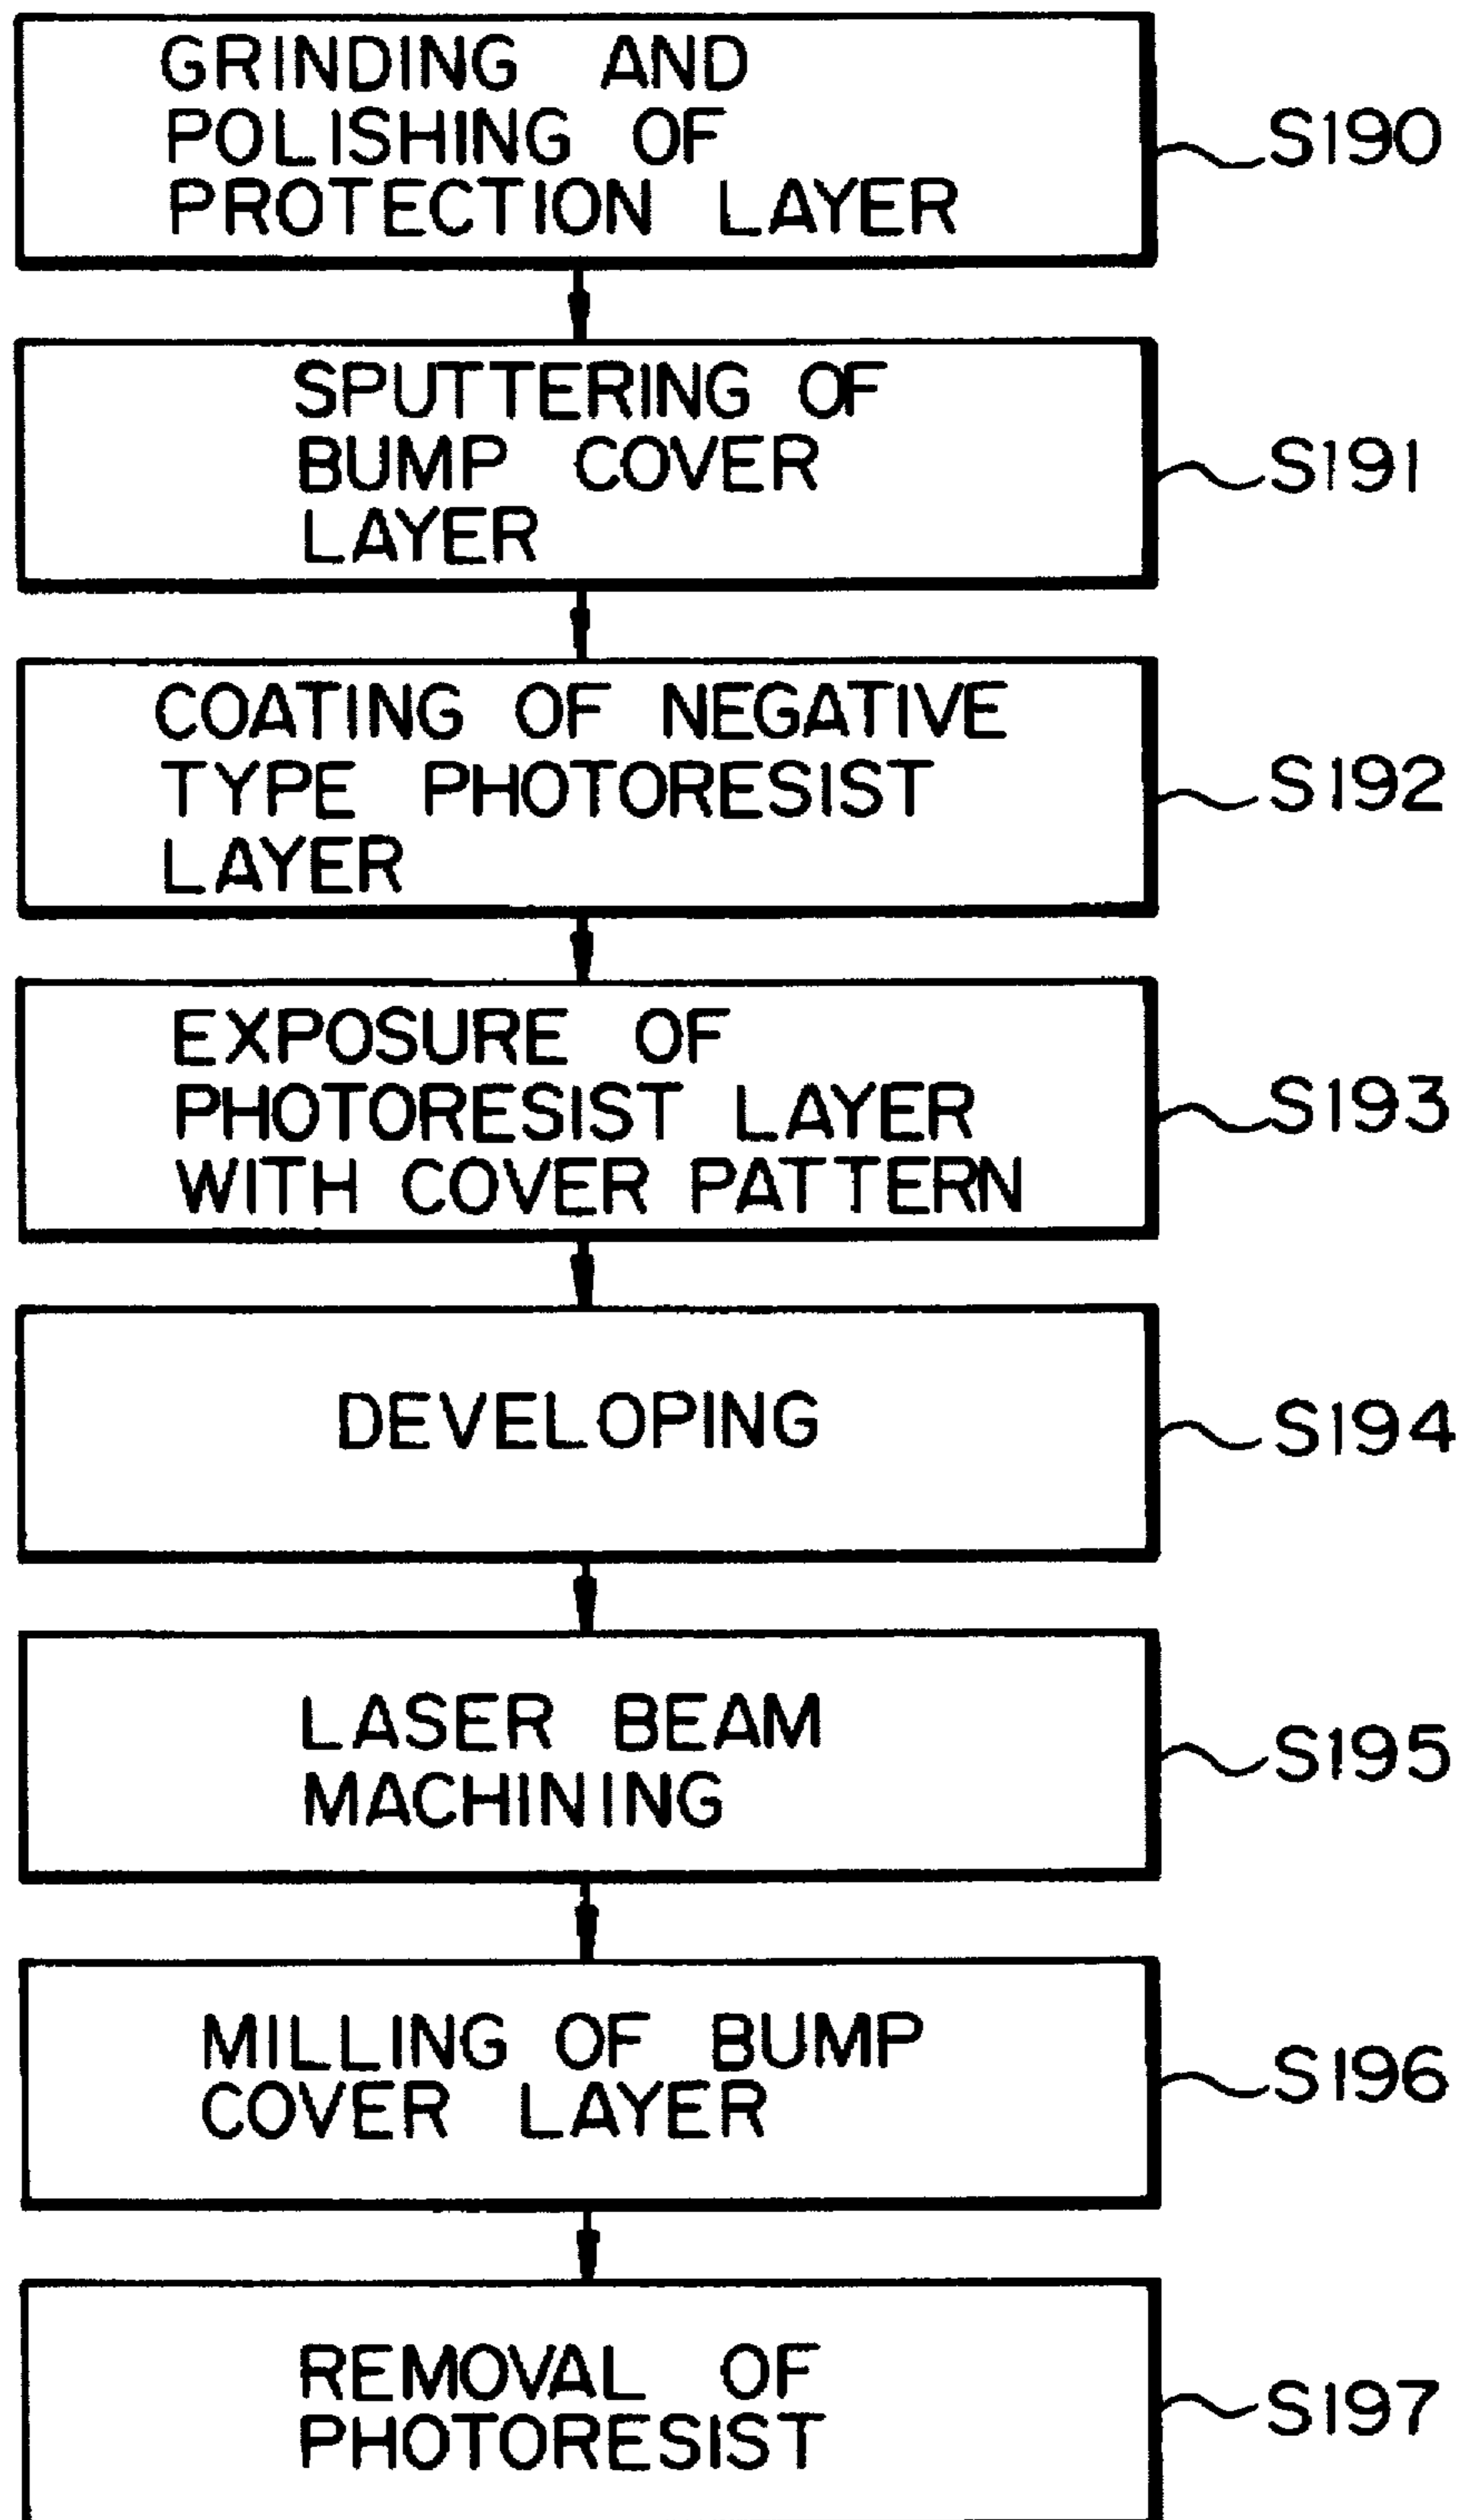 GRINDING AND
POLISHING OF
PROTECTION LAYER
S190
SPUTTERING OF
BUMP COVER
LAYER
S191
COATING OF NEGATIVE
TYPE PHOTORESIST
LAYER
S192
EXPOSURE OF
PHOTORESIST LAYER
WITH COVER PATTERN
S193
DEVELOPING
S194
LASER BEAM
MACHINING
S195
MILLING OF BUMP
COVER LAYER
S196
REMOVAL OF
PHOTORESIST
S197